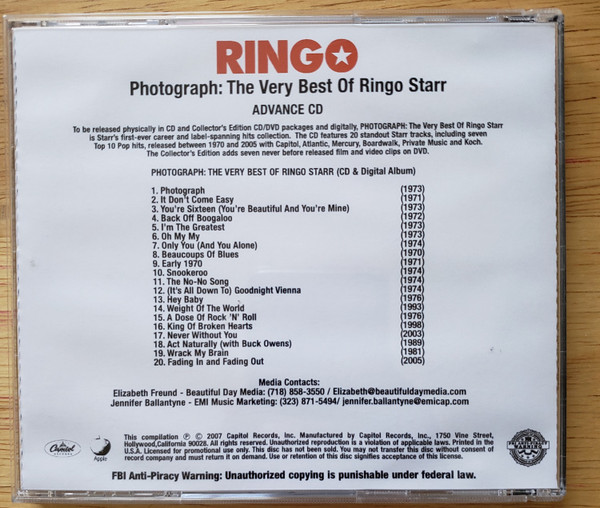 RINGO
Photograph: The Very Best Of Ringo Starr
ADVANCE CD
To be released physically in CD and Collector's Edition CD/DVD packages and digitally, PHOTOGRAPH: The Very Best Of Ringo Starr
is Starr's first-ever career and label-spanning hits collection. The CD features 20 standout Starr tracks, including seven
Top 10 Pop hits, released between 1970 and 2005 with Capitol, Atlantic, Mercury, Boardwalk, Private Music and Koch.
The Collector's Edition adds seven never before released film and video clips on DVD.
PHOTOGRAPH: THE VERY BEST OF RINGO STARR (CD & Digital Album)
1. Photograph (1973)
2. It Don't Come Easy (1971)
3. You're Sixteen (You're Beautiful And You're Mine) (1973)
4. Back Off Boogaloo (1972)
5. I'm The Greatest (1973)
6. Oh My My (1973)
7. Only You (And You Alone) (1974)
8. Beaucoups Of Blues (1970)
9. Early 1970 (1971)
10. Snookeroo (1974)
11. The No-No Song (1974)
12. (It's All Down To) Goodnight Vienna (1974)
13. Hey Baby (1976)
14. Weight Of The World (1993)
15. A Dose Of Rock 'N' Roll (1976)
16. King Of Broken Hearts (1998)
17. Never Without You (2003)
18. Act Naturally (with Buck Owens) (1989)
19. Wrack My Brain (1981)
20. Fading In and Fading Out (2005)
Media Contacts:
Elizabeth Freund - Beautiful Day Media: (718) 858-3550 / Elizabeth@beautifuldaymedia.com
Jennifer Ballantyne - EMI Music Marketing: (323) 871-5494/ jennifer.ballantyne@emicap.com
Capitol
Apple
This compilation ℗ © 2007 Capitol Records, Inc. Manufactured by Capitol Records, Inc., 1750 Vine Street,
Hollywood,California 90028. All rights reserved. Unauthorized reproduction is a violation of applicable laws. Printed in the
U.S.A. Licensed for promotional use only. This disc has not been sold. You may not transfer this disc without consent of
record company and must return it on demand. Use or retention of this disc signifies acceptance of this license.
FBI Anti-Piracy Warning: Unauthorized copying is punishable under federal law.